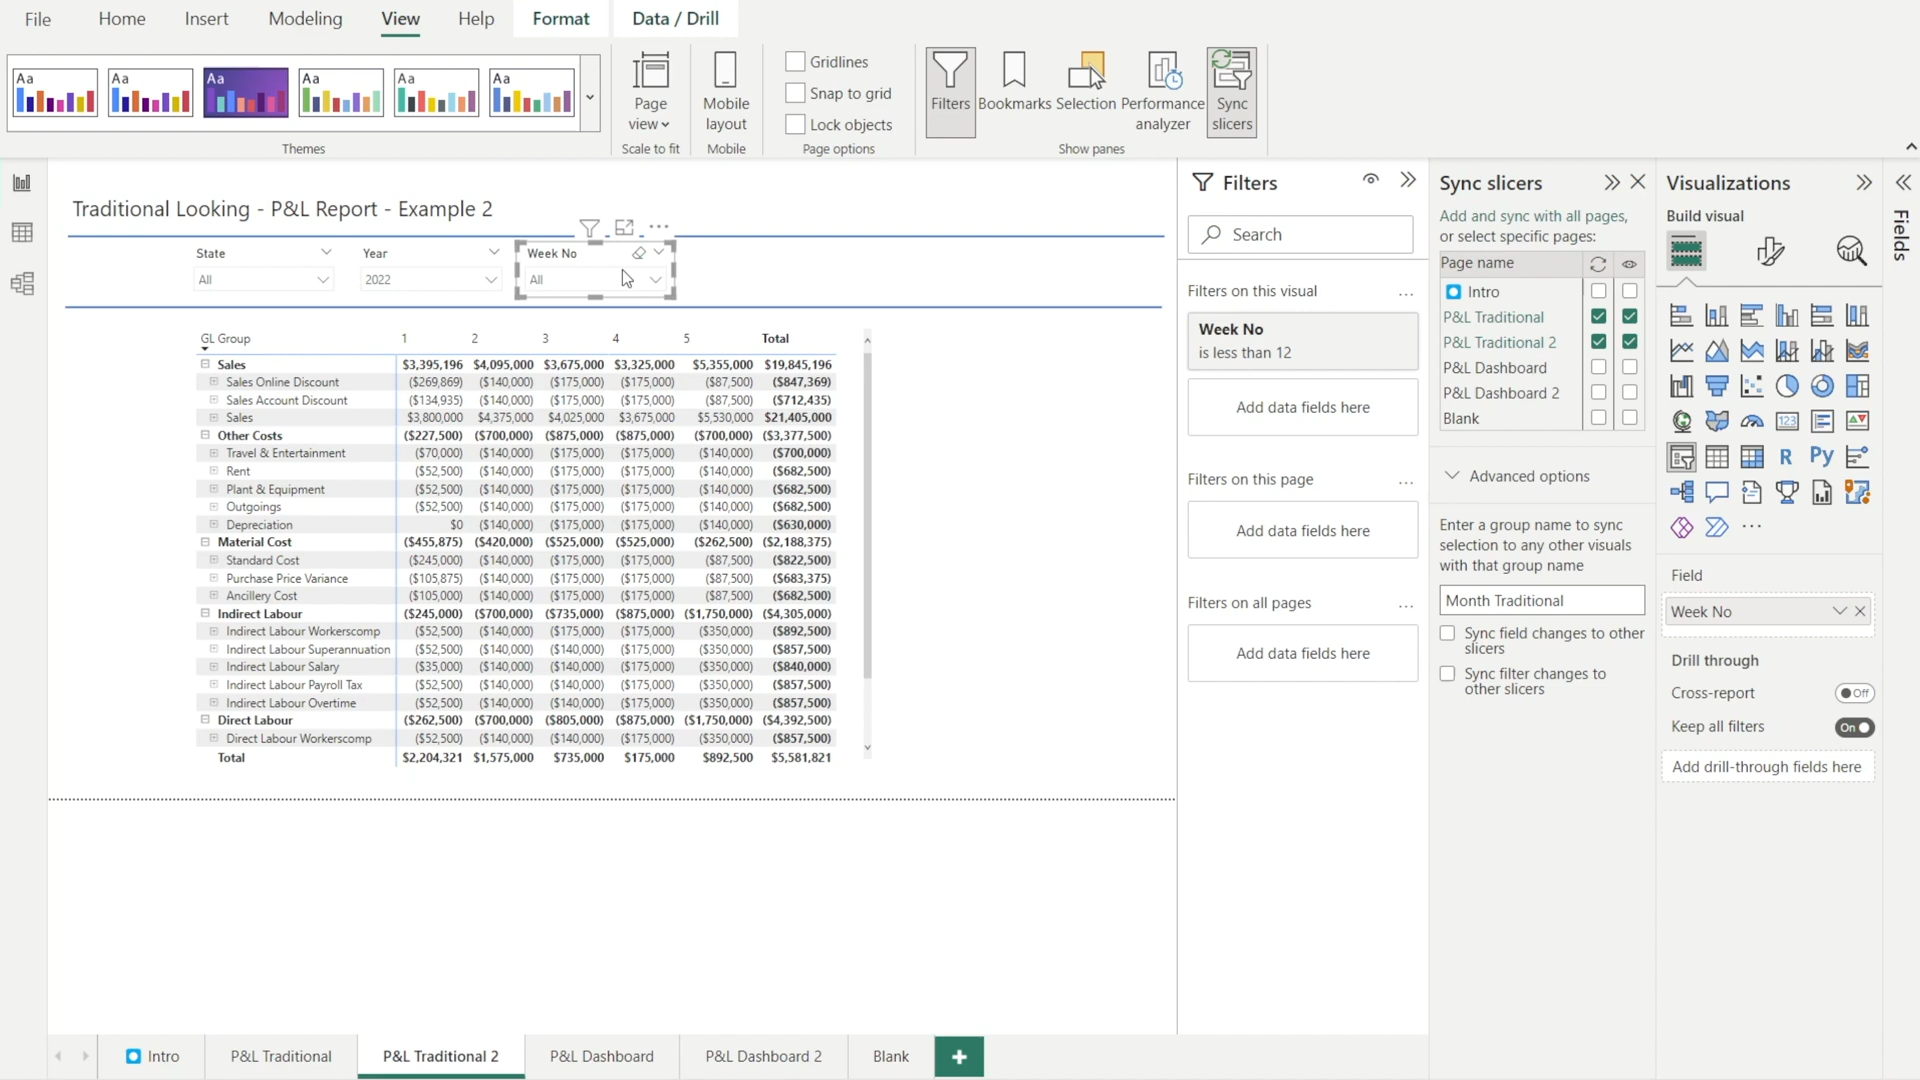 File Home Insert Modeling View Help Format Data / Drill
Aa Aa Aa Aa Aa Aa
Themes
Page view
Scale to fit
Mobile layout
Mobile
Gridlines
Snap to grid
Lock objects
Page options
Filters
Bookmarks
Selection
Performance analyzer
Sync slicers
Show panes
Traditional Looking - P&L Report - Example 2
State Year Week No
All 2022 All
GL Group 1 2 3 4 5 Total
Sales $3,395,196 $4,095,000 $3,675,000 $3,325,000 $5,355,000 $19,845,196
Sales Online Discount ($269,869) ($140,000) ($175,000) ($175,000) ($87,500) ($847,369)
Sales Account Discount ($134,935) ($140,000) ($175,000) ($175,000) ($87,500) ($712,435)
Sales $3,800,000 $4,375,000 $4,025,000 $3,675,000 $5,530,000 $21,405,000
Other Costs ($227,500) ($700,000) ($875,000) ($875,000) ($700,000) ($3,377,500)
Travel & Entertainment ($70,000) ($140,000) ($175,000) ($175,000) ($140,000) ($700,000)
Rent ($52,500) ($140,000) ($175,000) ($175,000) ($140,000) ($682,500)
Plant & Equipment ($52,500) ($140,000) ($175,000) ($175,000) ($140,000) ($682,500)
Outgoings ($52,500) ($140,000) ($175,000) ($175,000) ($140,000) ($682,500)
Depreciation $0 ($140,000) ($175,000) ($175,000) ($140,000) ($630,000)
Material Cost ($455,875) ($420,000) ($525,000) ($525,000) ($262,500) ($2,188,375)
Standard Cost ($245,000) ($140,000) ($175,000) ($175,000) ($87,500) ($822,500)
Purchase Price Variance ($105,875) ($140,000) ($175,000) ($175,000) ($87,500) ($683,375)
Ancillery Cost ($105,000) ($140,000) ($175,000) ($175,000) ($87,500) ($682,500)
Indirect Labour ($245,000) ($700,000) ($735,000) ($875,000) ($1,750,000) ($4,305,000)
Indirect Labour Workerscomp ($52,500) ($140,000) ($175,000) ($175,000) ($350,000) ($892,500)
Indirect Labour Superannuation ($52,500) ($140,000) ($140,000) ($175,000) ($350,000) ($857,500)
Indirect Labour Salary ($35,000) ($140,000) ($140,000) ($175,000) ($350,000) ($840,000)
Indirect Labour Payroll Tax ($52,500) ($140,000) ($140,000) ($175,000) ($350,000) ($857,500)
Indirect Labour Overtime ($52,500) ($140,000) ($140,000) ($175,000) ($350,000) ($857,500)
Direct Labour ($262,500) ($700,000) ($805,000) ($875,000) ($1,750,000) ($4,392,500)
Direct Labour Workerscomp ($52,500) ($140,000) ($140,000) ($175,000) ($350,000) ($857,500)
Total $2,204,321 $1,575,000 $735,000 $175,000 $892,500 $5,581,821
Filters
Search
Filters on this visual
Week No
is less than 12
Add data fields here
Filters on this page
Add data fields here
Filters on all pages
Add data fields here
Sync slicers
Add and sync with all pages,
or select specific pages:
Page name
Intro
P&L Traditional
P&L Traditional 2
P&L Dashboard
P&L Dashboard 2
Blank
Advanced options
Enter a group name to sync
selection to any other visuals
with that group name
Month Traditional
Sync field changes to other
slicers
Sync filter changes to
other slicers
Visualizations
Build visual
123
R Py
Field
Week No
Drill through
Cross-report Off
Keep all filters On
Add drill-through fields here
Fields
Intro P&L Traditional P&L Traditional 2 P&L Dashboard P&L Dashboard 2 Blank